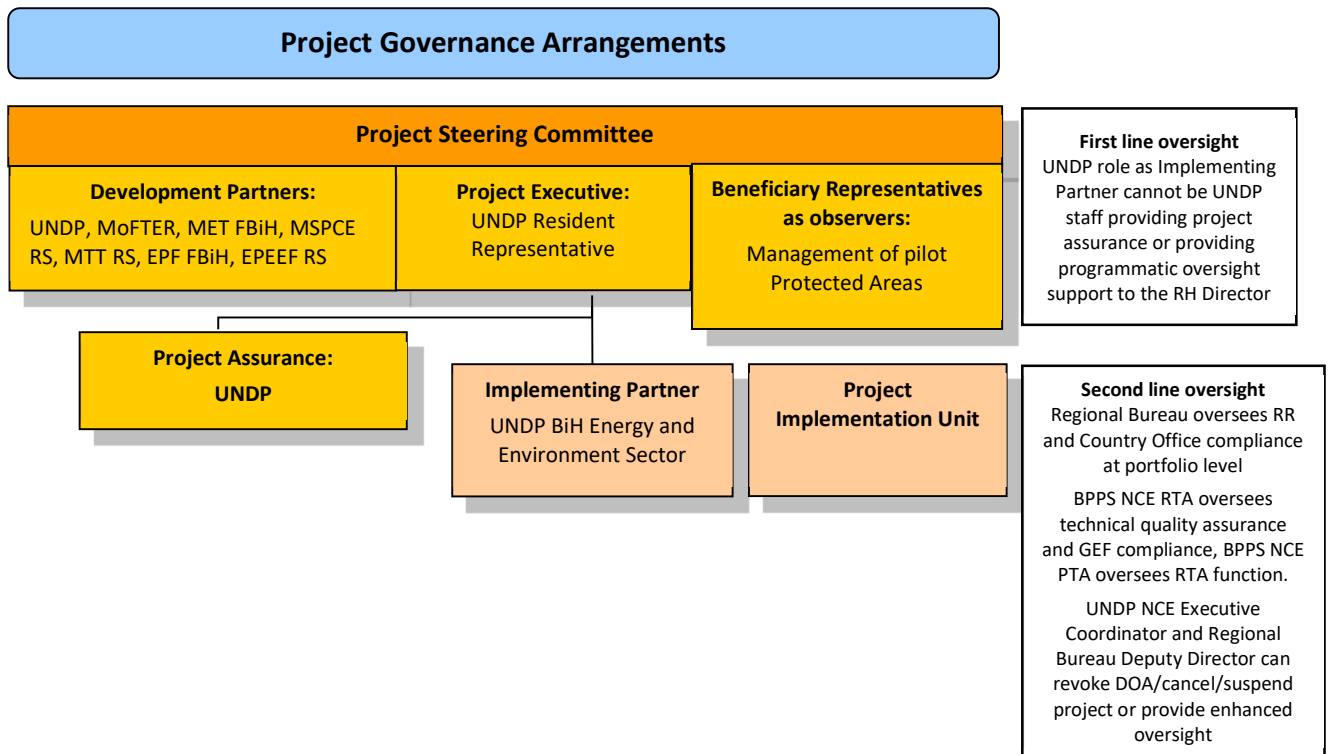 Project Governance Arrangements
Project Steering Committee
Development Partners:
UNDP, MoFTER, MET FBiH, MSPCE
RS, MTT RS, EPF FBiH, EPEEF RS
Project Executive:
UNDP Resident
Representative
Beneficiary Representatives
as observers:
Management of pilot
Protected Areas
First line oversight
UNDP role as Implementing
Partner cannot be UNDP
staff providing project
assurance or providing
programmatic oversight
support to the RH Director
Project Assurance:
UNDP
Implementing Partner
UNDP BiH Energy and
Environment Sector
Project
Implementation Unit
Second line oversight
Regional Bureau oversees RR
and Country Office compliance
at portfolio level
BPPS NCE RTA oversees
technical quality assurance
and GEF compliance, BPPS NCE
PTA oversees RTA function.
UNDP NCE Executive
Coordinator and Regional
Bureau Deputy Director can
revoke DOA/cancel/suspend
project or provide enhanced
oversight